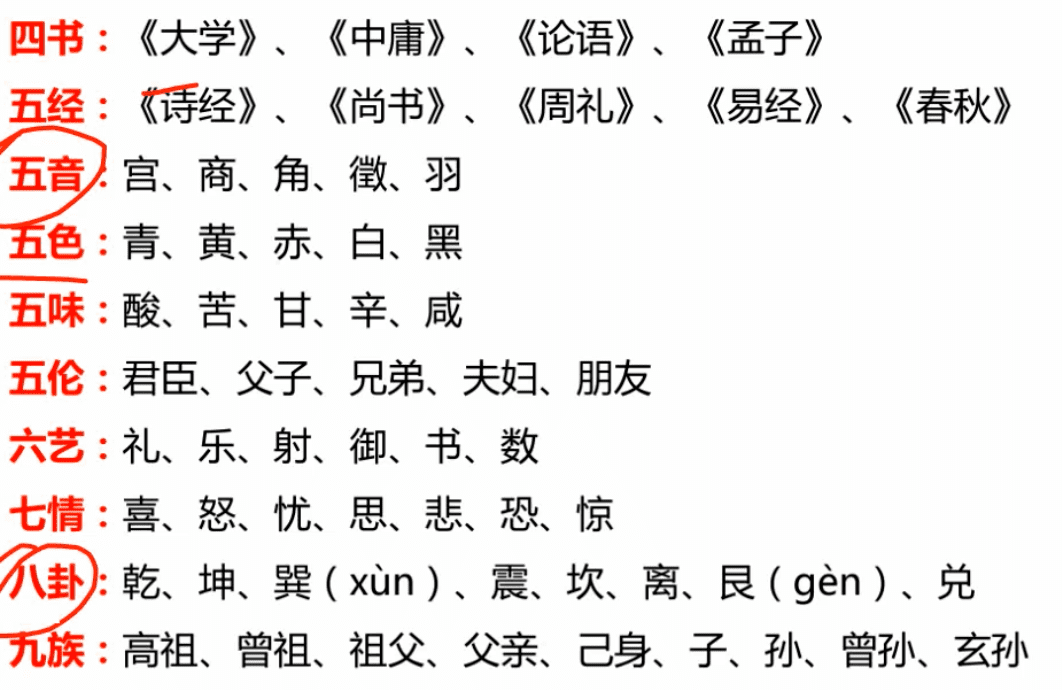 四书：《大学》、《中庸》、《论语》、《孟子》
五经：《诗经》、《尚书》、《周礼》、《易经》、《春秋》
五音：宫、商、角、徵、羽
五色：青、黄、赤、白、黑
五味：酸、苦、甘、辛、咸
五伦：君臣、父子、兄弟、夫妇、朋友
六艺：礼、乐、射、御、书、数
七情：喜、怒、忧、思、悲、恐、惊
八卦：乾、坤、巽（xùn）、震、坎、离、艮（gèn）、兑
九族：高祖、曾祖、祖父、父亲、己身、子、孙、曾孙、玄孙